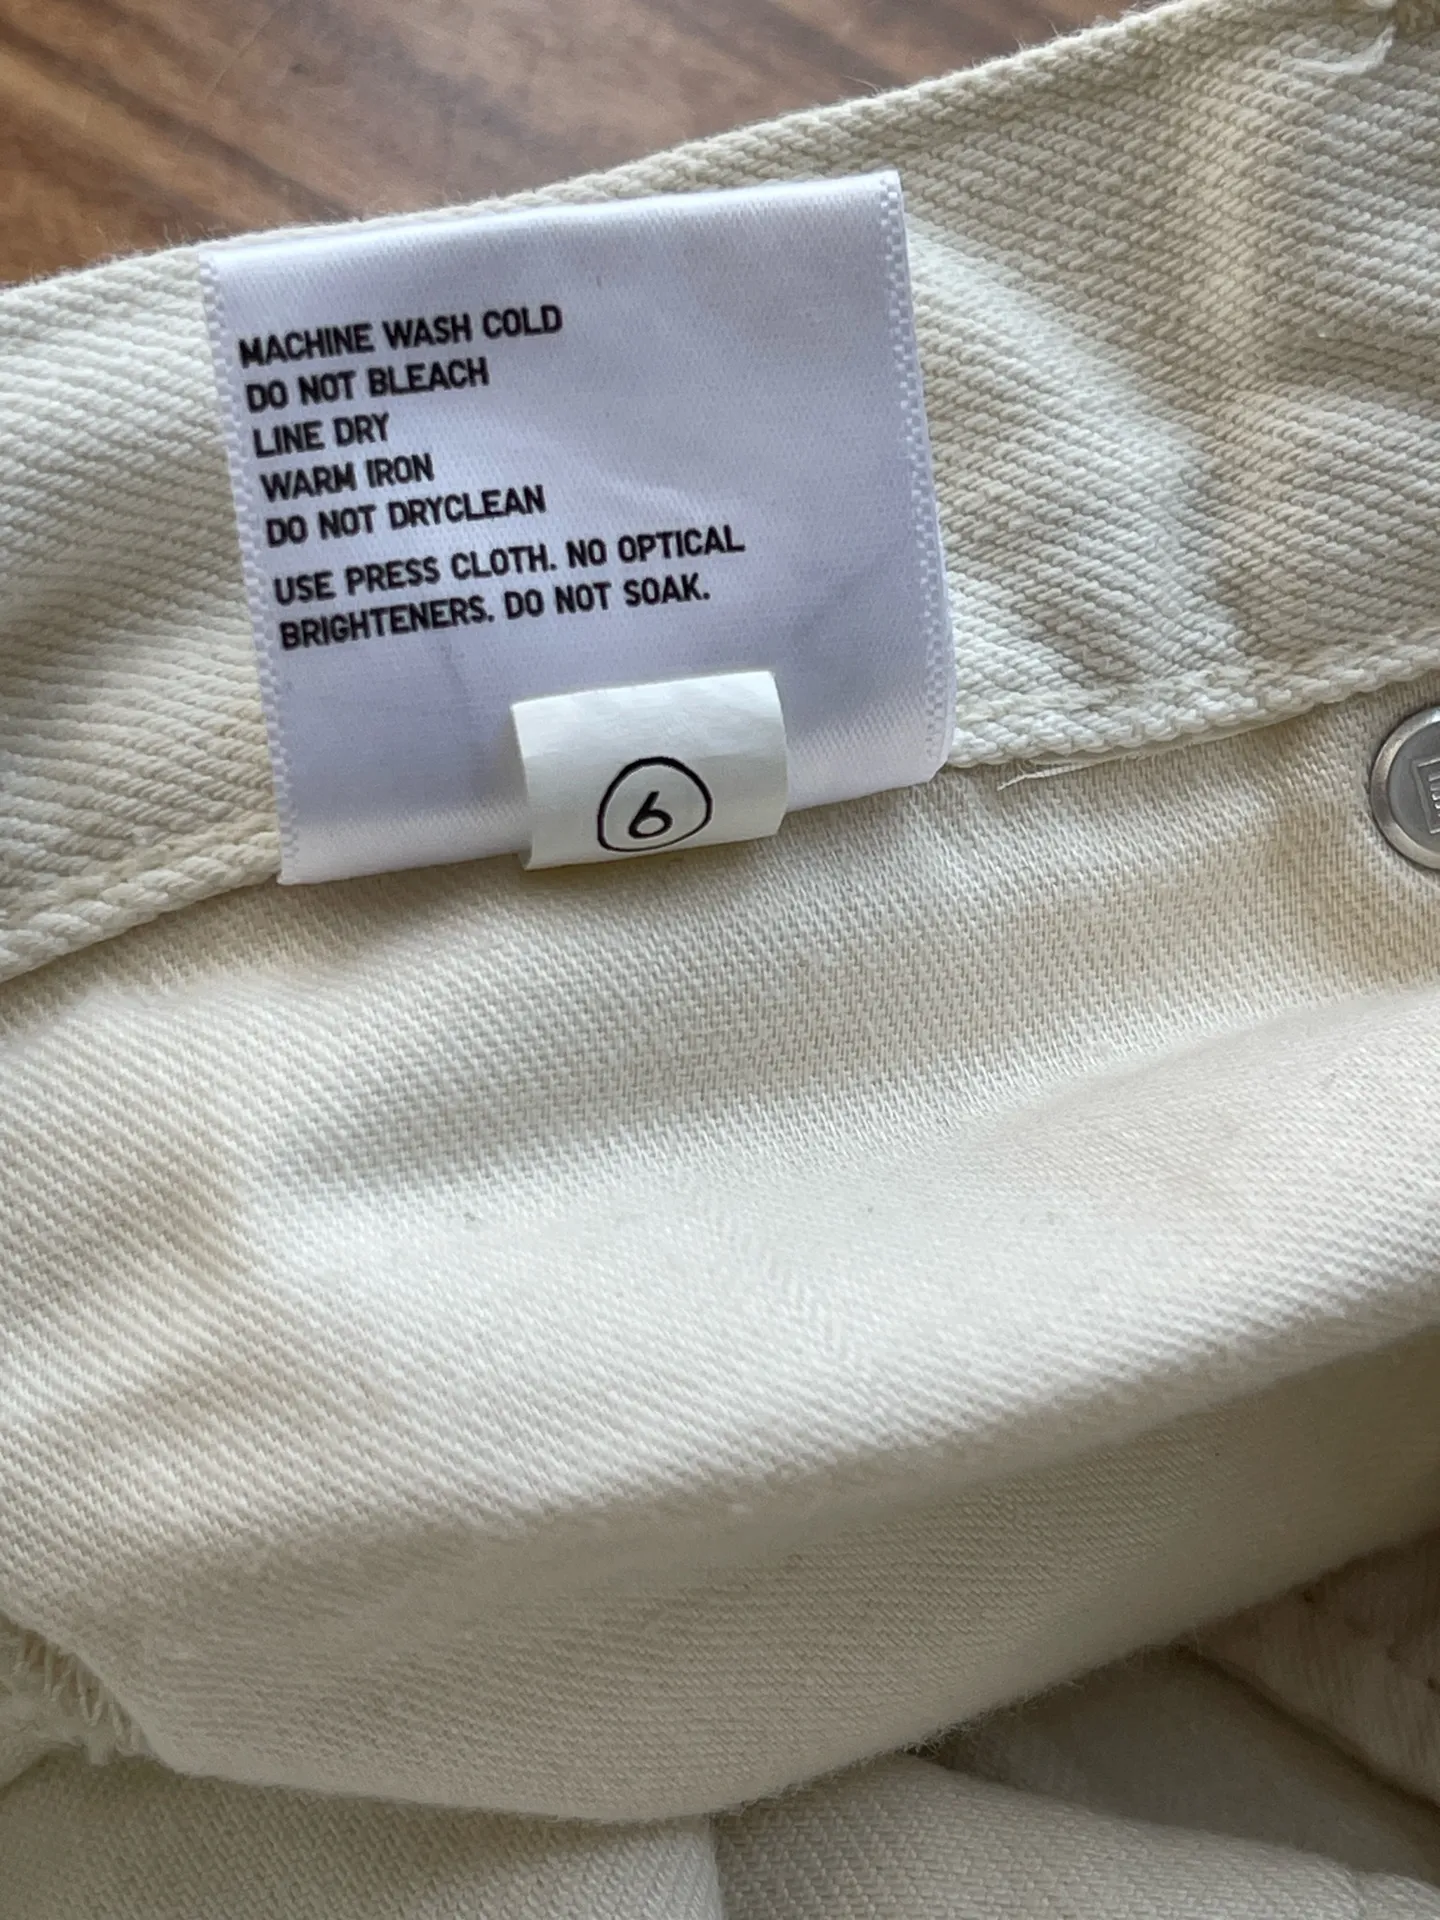 MACHINE WASH COLD
DO NOT BLEACH
LINE DRY
WARM IRON
DO NOT DRYCLEAN
USE PRESS CLOTH. NO OPTICAL
BRIGHTENERS. DO NOT SOAK.
6